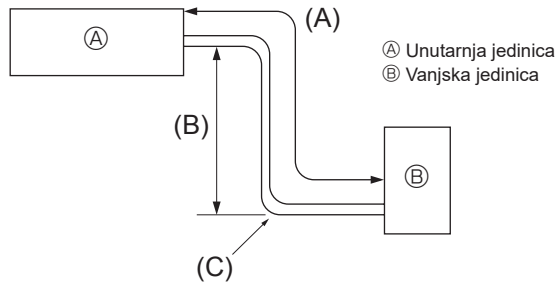 (A)
Ⓐ
Ⓐ Unutarnja jedinica
Ⓑ Vanjska jedinica
(B)
Ⓑ
(C)